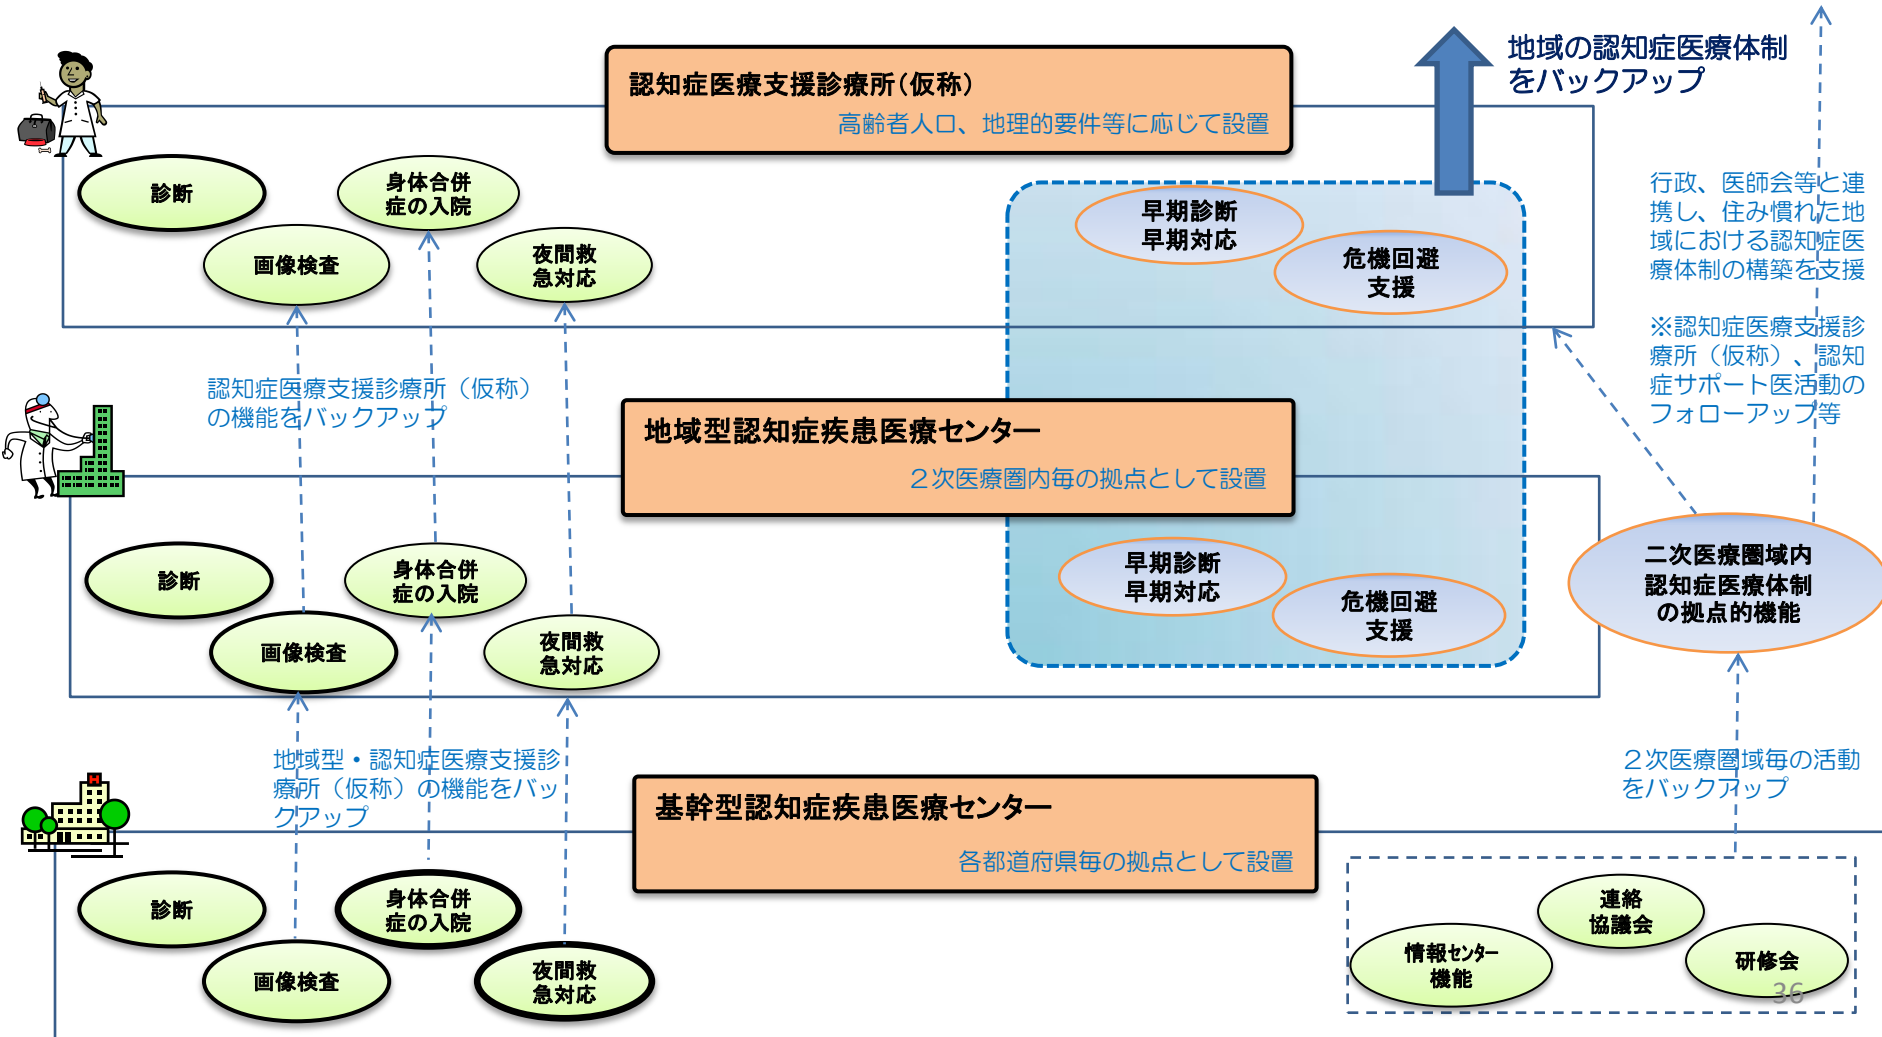 地域の認知症医療体制
をバックアップ
認知症医療支援診療所(仮称)
高齢者人口、地理的要件等に応じて設置
診断
画像検査
身体合併
症の入院
夜間救
急対応
早期診断
早期対応
危機回避
支援
行政、医師会等と連
携し、住み慣れた地
域における認知症医
療体制の構築を支援
※認知症医療支援診
療所（仮称）、認知
症サポート医活動の
フォローアップ等
認知症医療支援診療所（仮称）
の機能をバックアップ
地域型認知症疾患医療センター
２次医療圏内毎の拠点として設置
診断
画像検査
身体合併
症の入院
夜間救
急対応
早期診断
早期対応
危機回避
支援
二次医療圏域内
認知症医療体制
の拠点的機能
地域型・認知症医療支援診
療所（仮称）の機能をバッ
クアップ
２次医療圏域毎の活動
をバックアップ
基幹型認知症疾患医療センター
各都道府県毎の拠点として設置
診断
画像検査
身体合併
症の入院
夜間救
急対応
情報センター
機能
連絡
協議会
研修会
36
H